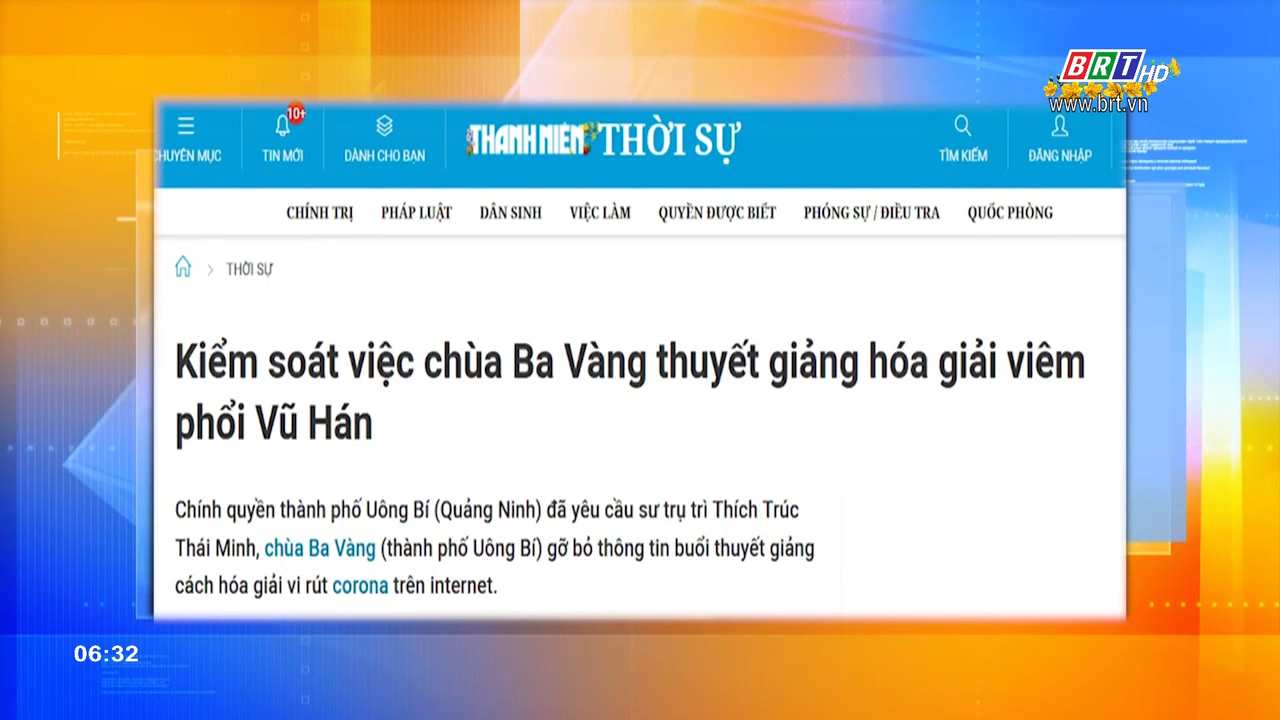 BRT HD
www.brt.vn
CHUYÊN MỤC
10+
TIN MỚI
DÀNH CHO BẠN
THANH NIÊN THỜI SỰ
TÌM KIẾM
ĐĂNG NHẬP
CHÍNH TRỊ PHÁP LUẬT DÂN SINH VIỆC LÀM QUYỀN ĐƯỢC BIẾT PHÓNG SỰ / ĐIỀU TRA QUỐC PHÒNG
THỜI SỰ
Kiểm soát việc chùa Ba Vàng thuyết giảng hóa giải viêm
phổi Vũ Hán
Chính quyền thành phố Uông Bí (Quảng Ninh) đã yêu cầu sư trụ trì Thích Trúc
Thái Minh, chùa Ba Vàng (thành phố Uông Bí) gỡ bỏ thông tin buổi thuyết giảng
cách hóa giải vi rút corona trên internet.
06:32